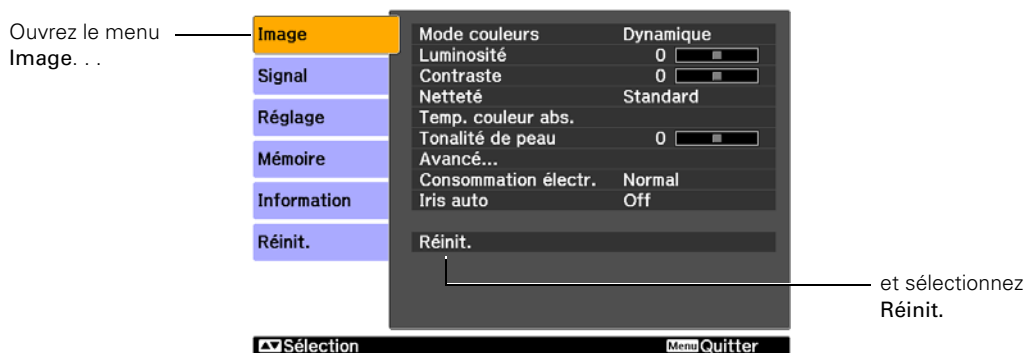 Ouvrez le menu
Image. . .
Image
Signal
Réglage
Mémoire
Information
Réinit.
Mode couleurs Dynamique
Luminosité 0
Contraste 0
Netteté Standard
Temp. couleur abs.
Tonalité de peau 0
Avancé...
Consommation électr. Normal
Iris auto Off
Réinit.
et sélectionnez
Réinit.
Sélection Menu Quitter